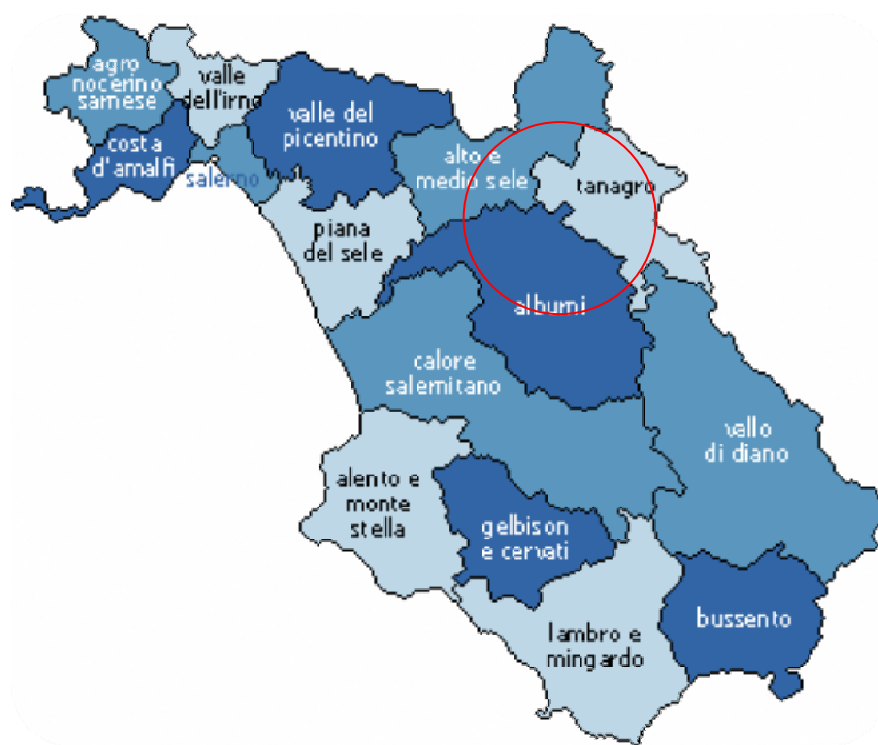 agro
nocerino
sarnese
valle
dell'irno
valle del
picentino
costa
d'amalfi
salerno
alto e
medio sele
tanagro
piana
del sele
alburni
calore
salernitano
vallo
di diano
alento e
monte
stella
gelbison
e cervati
lambro e
mingardo
bussento